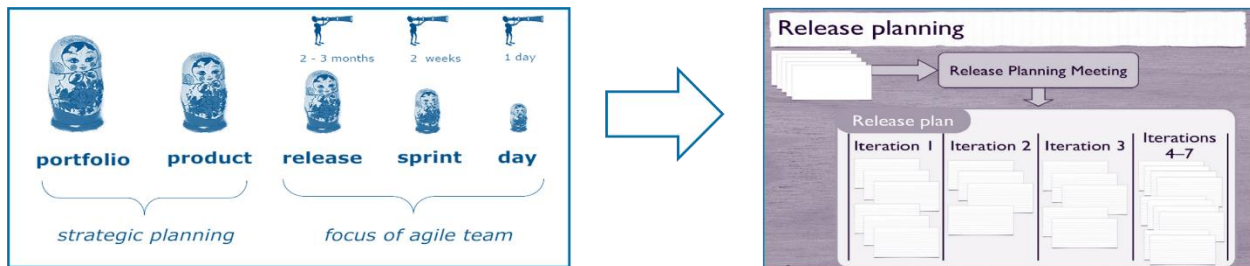 2 - 3 months
2 weeks
1 day
portfolio
product
release
sprint
day
strategic planning
focus of agile team
Release planning
Release Planning Meeting
Release plan
Iteration 1
Iteration 2
Iteration 3
Iterations
4–7